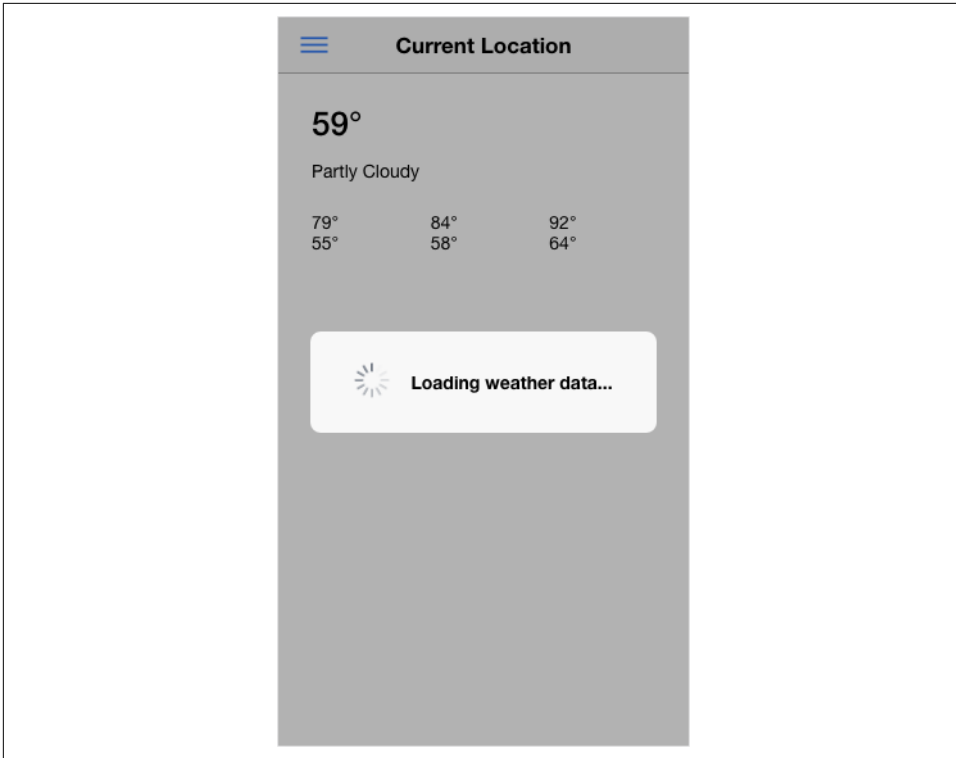 Current Location
59°
Partly Cloudy
79° 84° 92°
55° 58° 64°
Loading weather data...